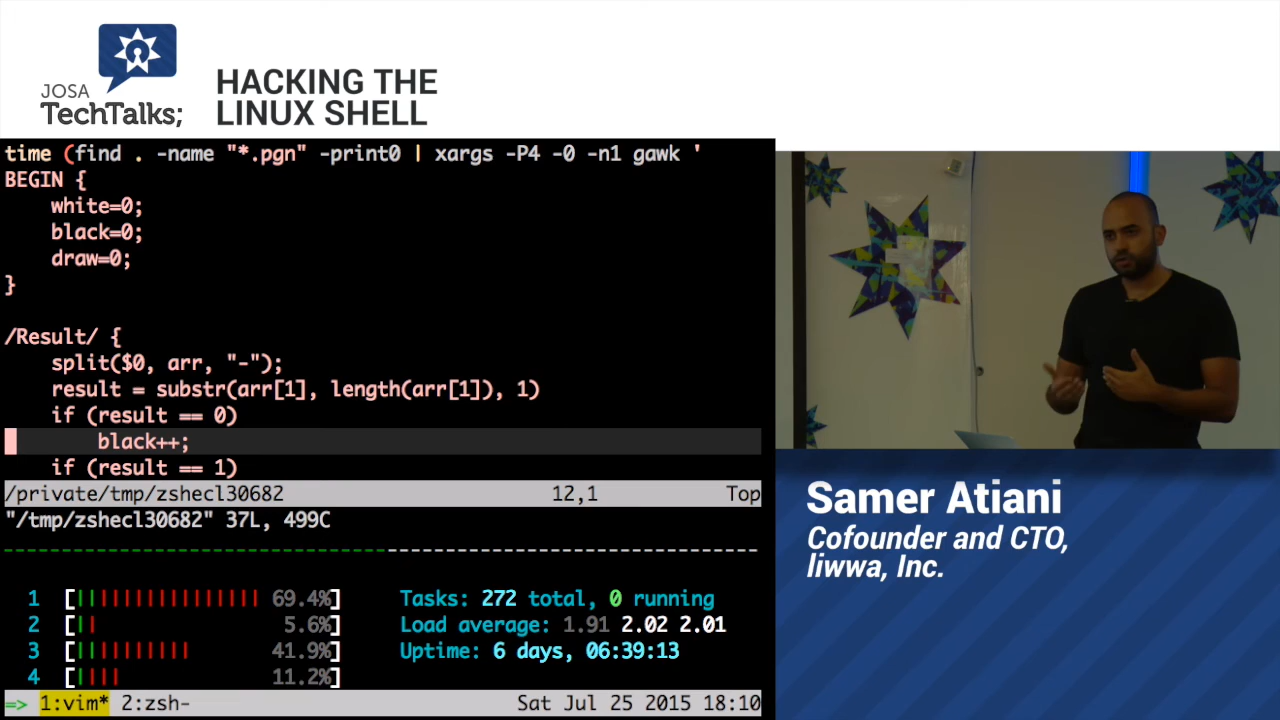 JOSA
TechTalks;
HACKING THE
LINUX SHELL
time (find . -name "*.pgn" -print0 | xargs -P4 -0 -n1 gawk '
BEGIN {
    white=0;
    black=0;
    draw=0;
}
/Result/ {
    split($0, arr, "-");
    result = substr(arr[1], length(arr[1]), 1)
    if (result == 0)
        black++;
    if (result == 1)
/private/tmp/zshecl30682 12,1 Top
"/tmp/zshecl30682" 37L, 499C
1 [||||||||||||||||| 69.4%] Tasks: 272 total, 0 running
2 [|| 5.6%] Load average: 1.91 2.02 2.01
3 [|||||||||| 41.9%] Uptime: 6 days, 06:39:13
4 [|||| 11.2%]
=> 1:vim* 2:zsh- Sat Jul 25 2015 18:10
Samer Atiani
Cofounder and CTO,
liwwa, Inc.